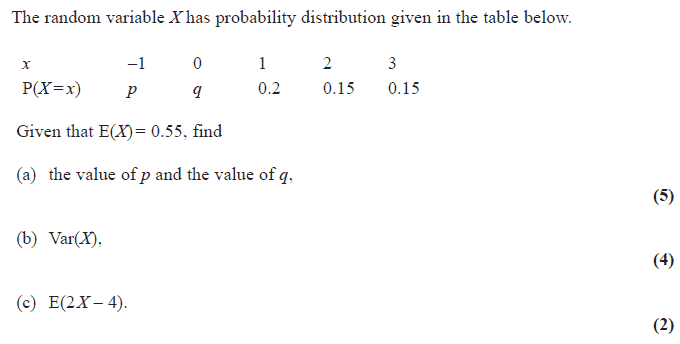 The random variable X has probability distribution given in the table below.
x −1 0 1 2 3
P(X=x) p q 0.2 0.15 0.15
Given that E(X)= 0.55, find
(a) the value of p and the value of q,
(5)
(b) Var(X),
(4)
(c) E(2X – 4).
(2)